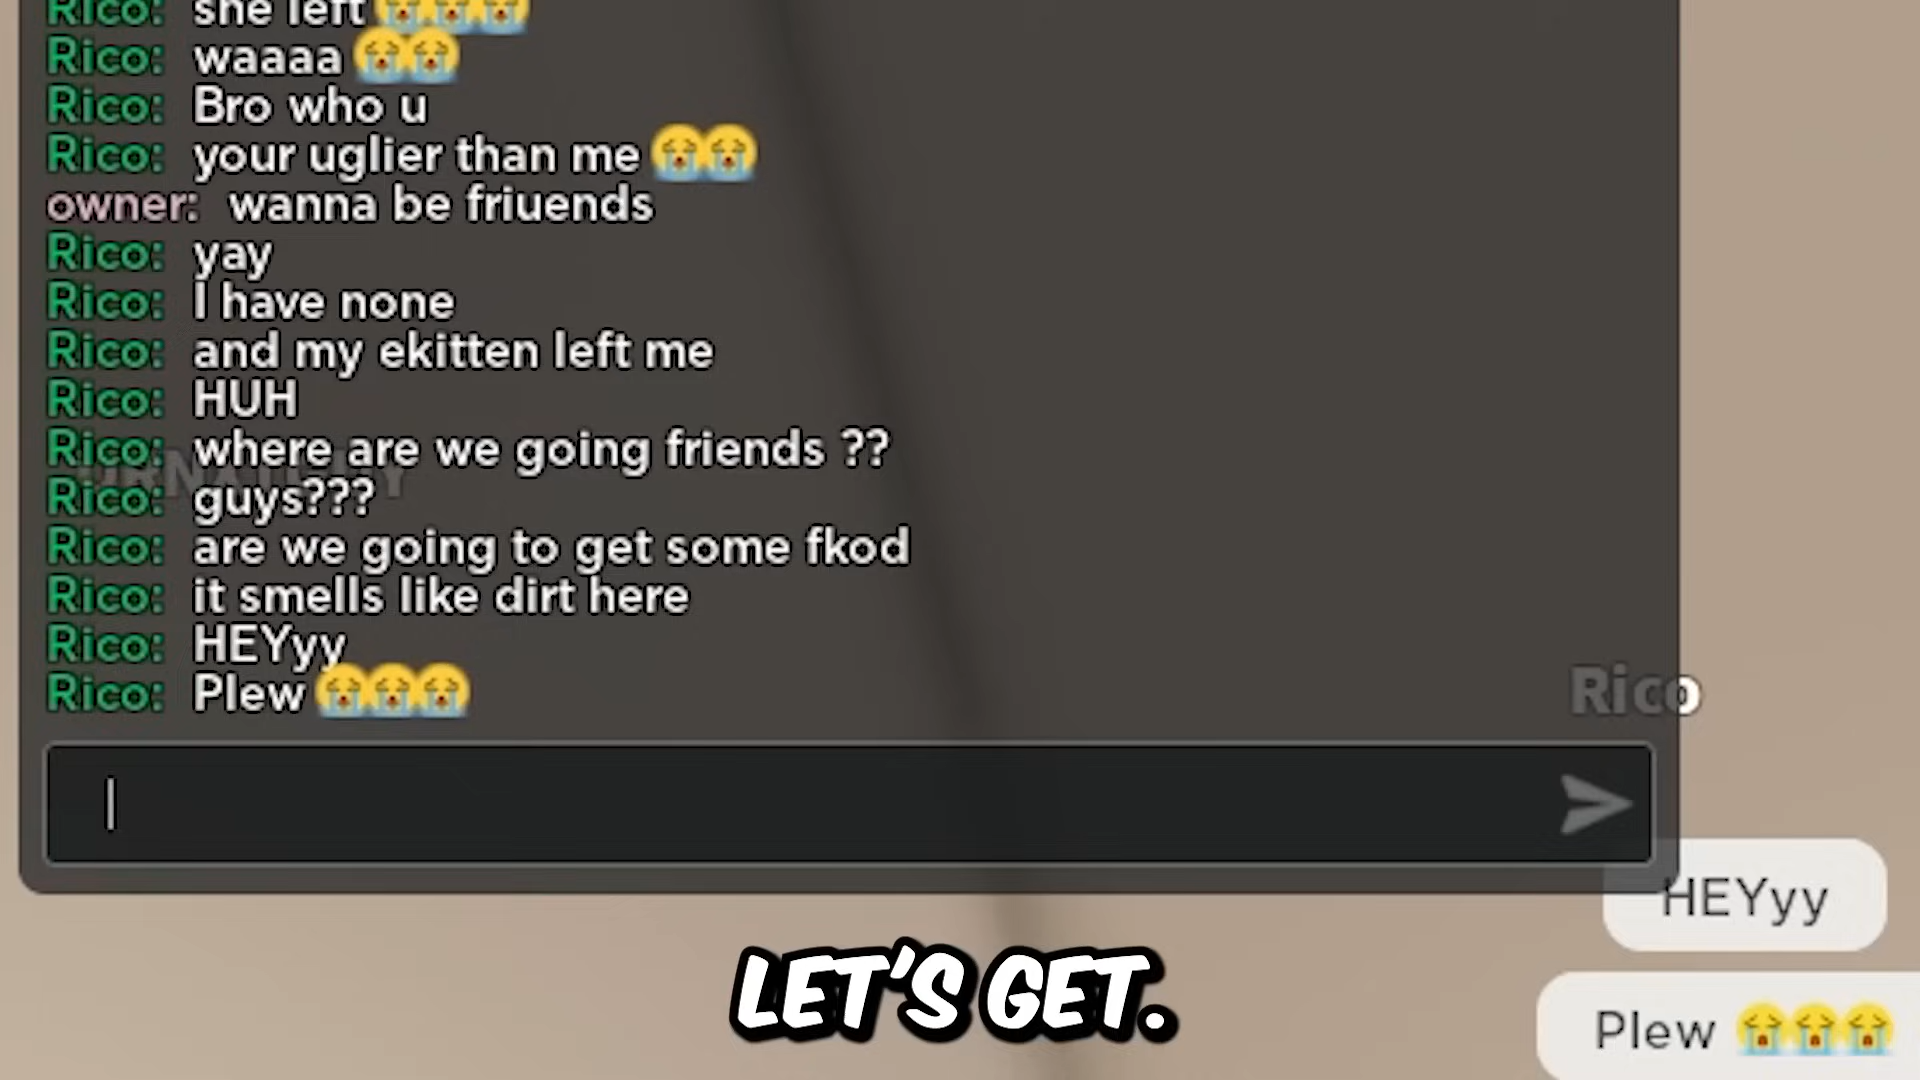 Rico: she left 😭😭😭
Rico: waaaa 😭😭
Rico: Bro who u
Rico: your uglier than me 😭😭
owner: wanna be friuends
Rico: yay
Rico: I have none
Rico: and my ekitten left me
Rico: HUH
Rico: where are we going friends ??
Rico: guys???
Rico: are we going to get some fkod
Rico: it smells like dirt here
Rico: HEYyy
Rico: Plew 😭😭😭
Rico
HEYyy
Plew 😭😭😭
LET'S GET.